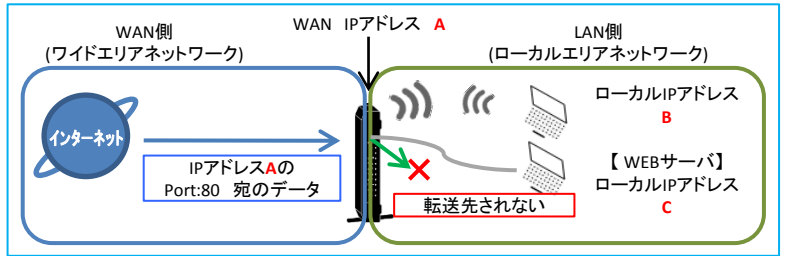 WAN側
(ワイドエリアネットワーク)
WAN IPアドレス A
LAN側
(ローカルエリアネットワーク)
インターネット
IPアドレスAの
Port:80 宛のデータ
転送先されない
ローカルIPアドレス
B
【 WEBサーバ】
ローカルIPアドレス
C